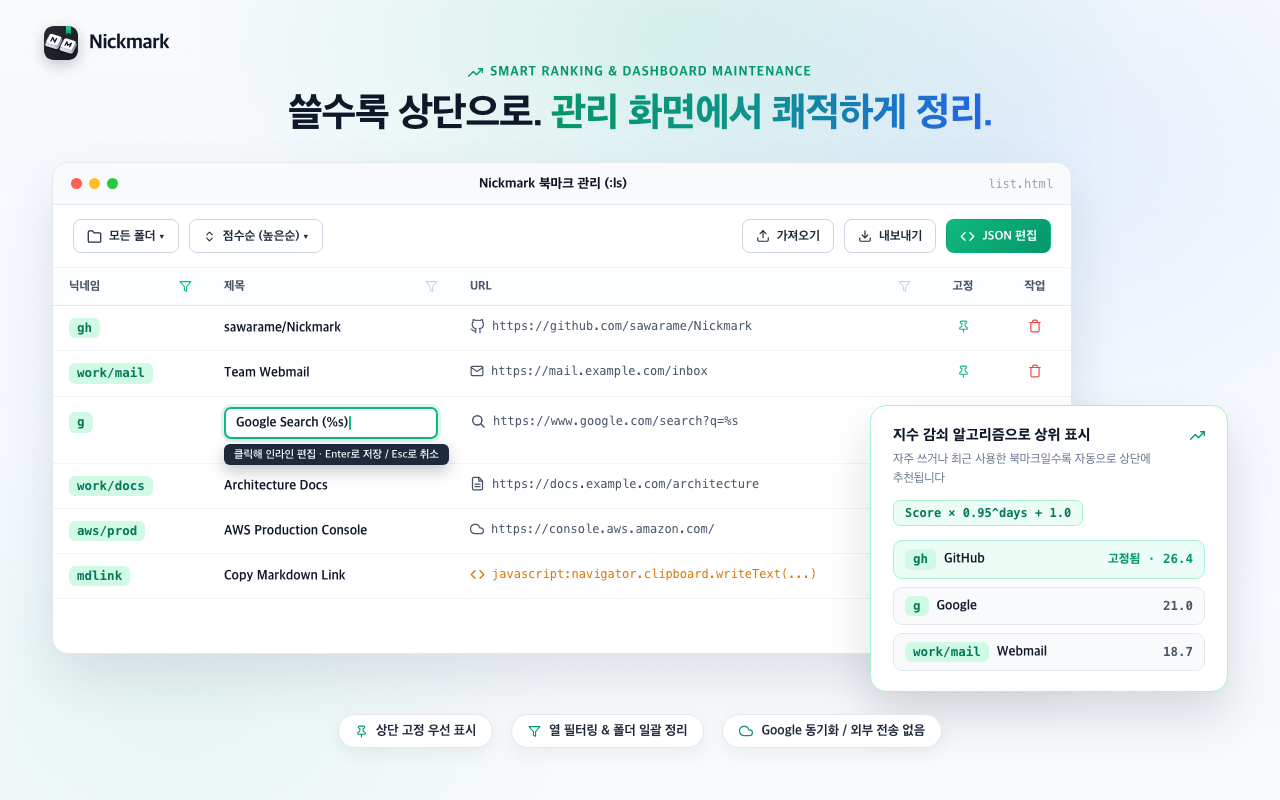 Nickmark
SMART RANKING & DASHBOARD MAINTENANCE
쓸수록 상단으로. 관리 화면에서 쾌적하게 정리.
Nickmark 북마크 관리 (:ls)
list.html
모든 폴더 ▾
점수순 (높은순) ▾
가져오기
내보내기
JSON 편집
닉네임
제목
URL
고정
작업
gh
sawarame/Nickmark
https://github.com/sawarame/Nickmark
work/mail
Team Webmail
https://mail.example.com/inbox
g
Google Search (%s)
https://www.google.com/search?q=%s
클릭해 인라인 편집 · Enter로 저장 / Esc로 취소
work/docs
Architecture Docs
https://docs.example.com/architecture
aws/prod
AWS Production Console
https://console.aws.amazon.com/
mdlink
Copy Markdown Link
javascript:navigator.clipboard.writeText(...)
지수 감쇠 알고리즘으로 상위 표시
자주 쓰거나 최근 사용한 북마크일수록 자동으로 상단에
추천됩니다
Score × 0.95^days + 1.0
gh GitHub 고정됨 · 26.4
g Google 21.0
work/mail Webmail 18.7
상단 고정 우선 표시
열 필터링 & 폴더 일괄 정리
Google 동기화 / 외부 전송 없음